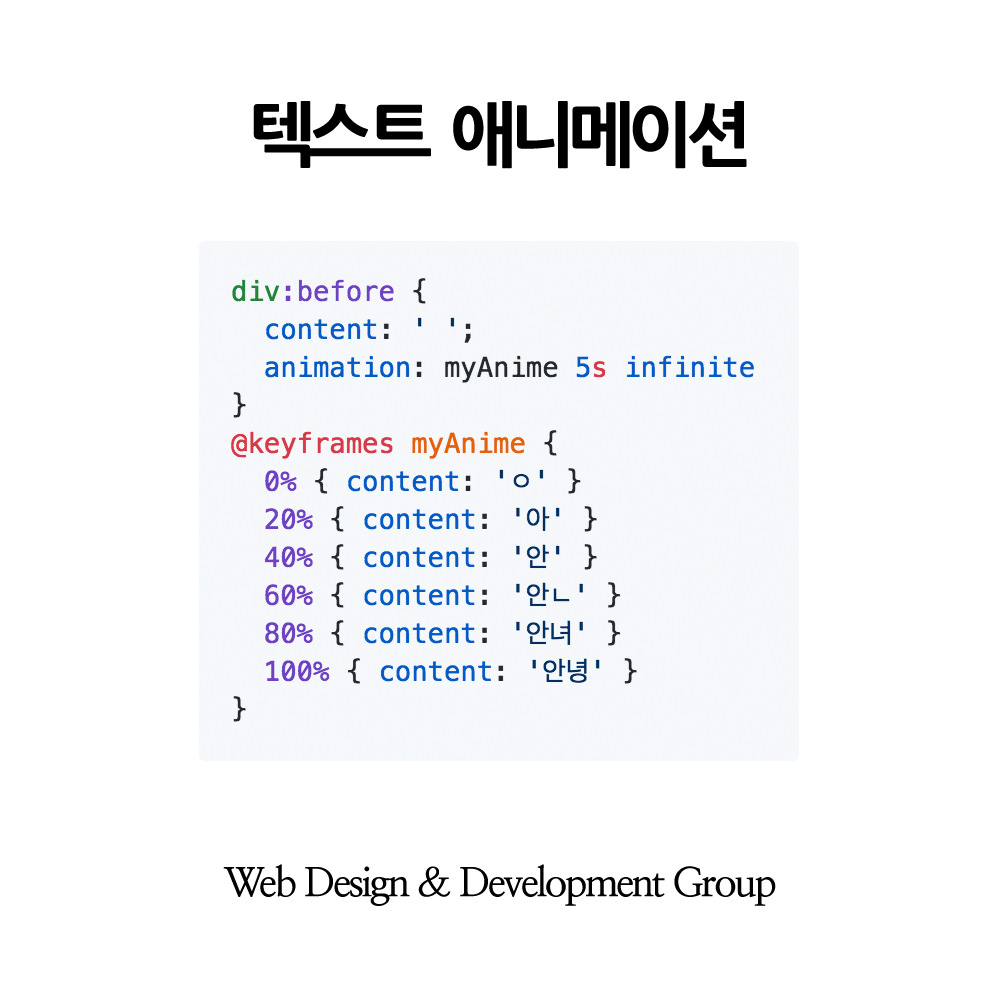 텍스트 애니메이션
div:before {
  content: ' ';
  animation: myAnime 5s infinite
}
@keyframes myAnime {
  0% { content: 'ㅇ' }
  20% { content: '아' }
  40% { content: '안' }
  60% { content: '안ㄴ' }
  80% { content: '안녀' }
  100% { content: '안녕' }
}
Web Design & Development Group